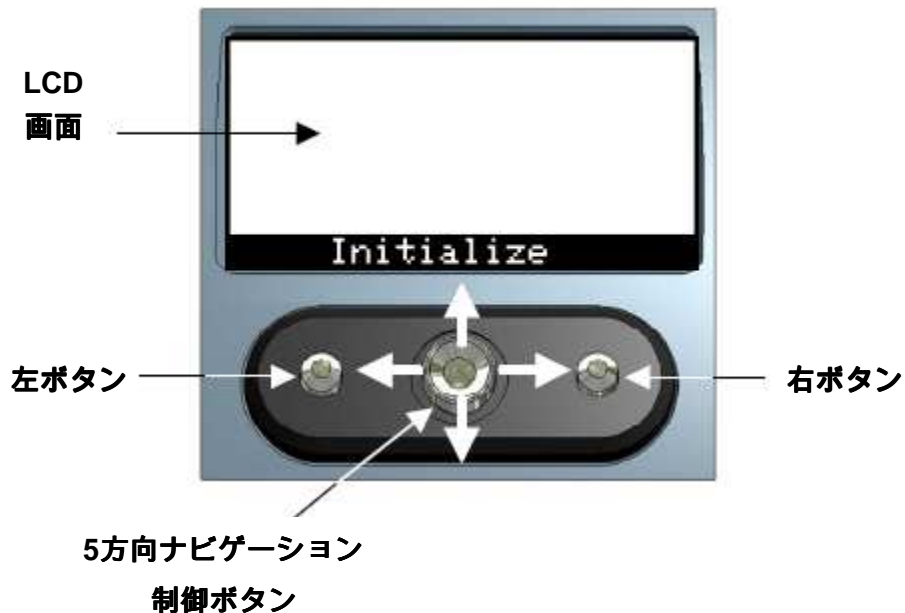 LCD
画面
Initialize
左ボタン
右ボタン
5方向ナビゲーション
制御ボタン